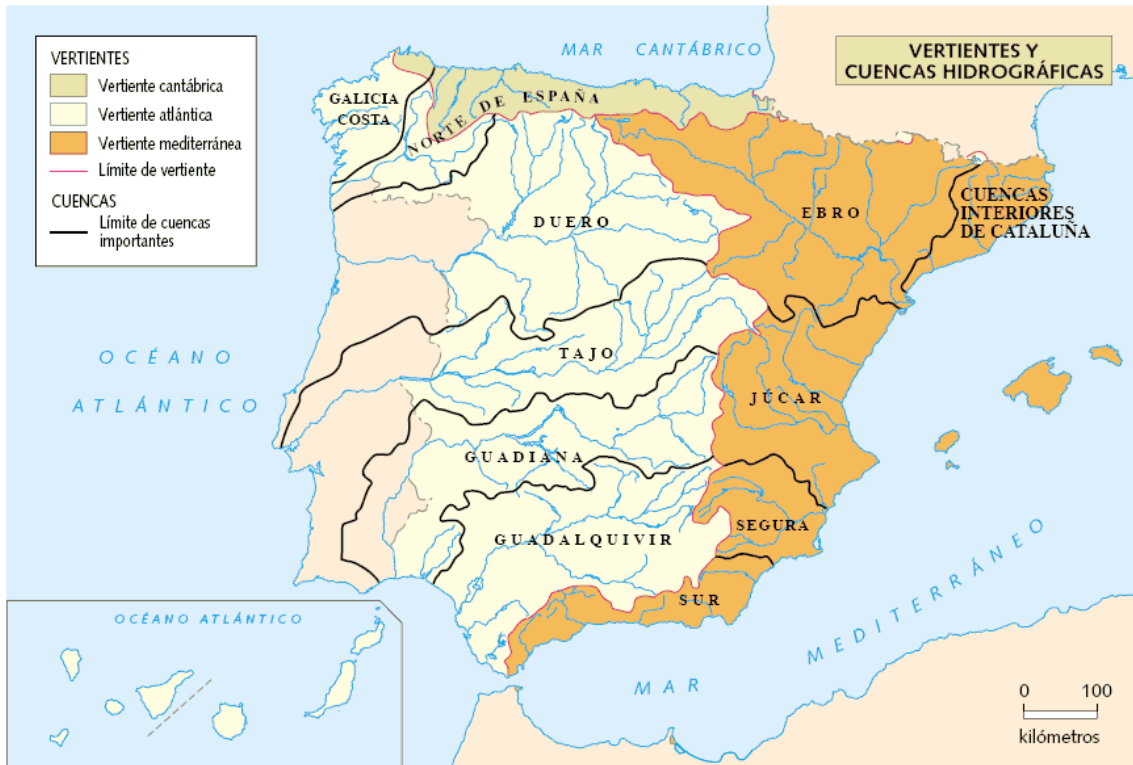 VERTIENTES Y
CUENCAS HIDROGRÁFICAS
VERTIENTES
Vertiente cantábrica
Vertiente atlántica
Vertiente mediterránea
Límite de vertiente
CUENCAS
Límite de cuencas
importantes
MAR CANTÁBRICO
GALICIA
COSTA
NORTE DE ESPAÑA
DUERO
EBRO
CUENCAS
INTERIORES
DE CATALUÑA
OCÉANO
ATLÁNTICO
TAJO
JÚCAR
GUADIANA
SEGURA
GUADALQUIVIR
SUR
MAR MEDITERRÁNEO
OCÉANO ATLÁNTICO
0 100
kilómetros